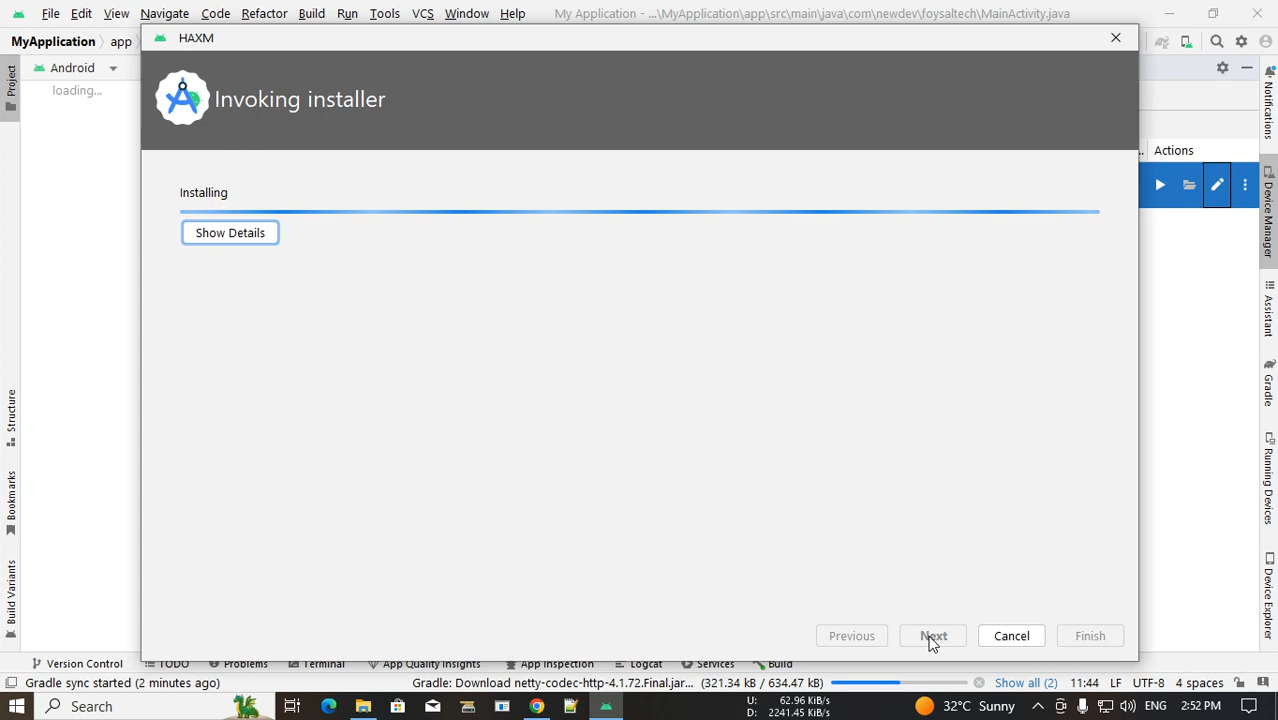 File Edit View Navigate Code Refactor Build Run Tools VCS Window Help My Application - ...\MyApplication\app\src\main\java\com\newdev\foysaltech\MainActivity.java
MyApplication app
HAXM
Project
Android
loading...
Invoking installer
Notifications
.. Actions
Installing
Show Details
Device Manager
Assistant
Gradle
Structure
Running Devices
Bookmarks
Build Variants
Device Explorer
Previous Next Cancel Finish
Version Control TODO Problems Terminal App Quality Insights App Inspection Logcat Services Build
Gradle sync started (2 minutes ago) Gradle: Download netty-codec-http-4.1.72.Final.jar... (321.34 kB / 634.47 kB) Show all (2) 11:44 LF UTF-8 4 spaces
Search U: 62.96 KiB/s 32°C Sunny ENG 2:52 PM
D: 2241.45 KiB/s